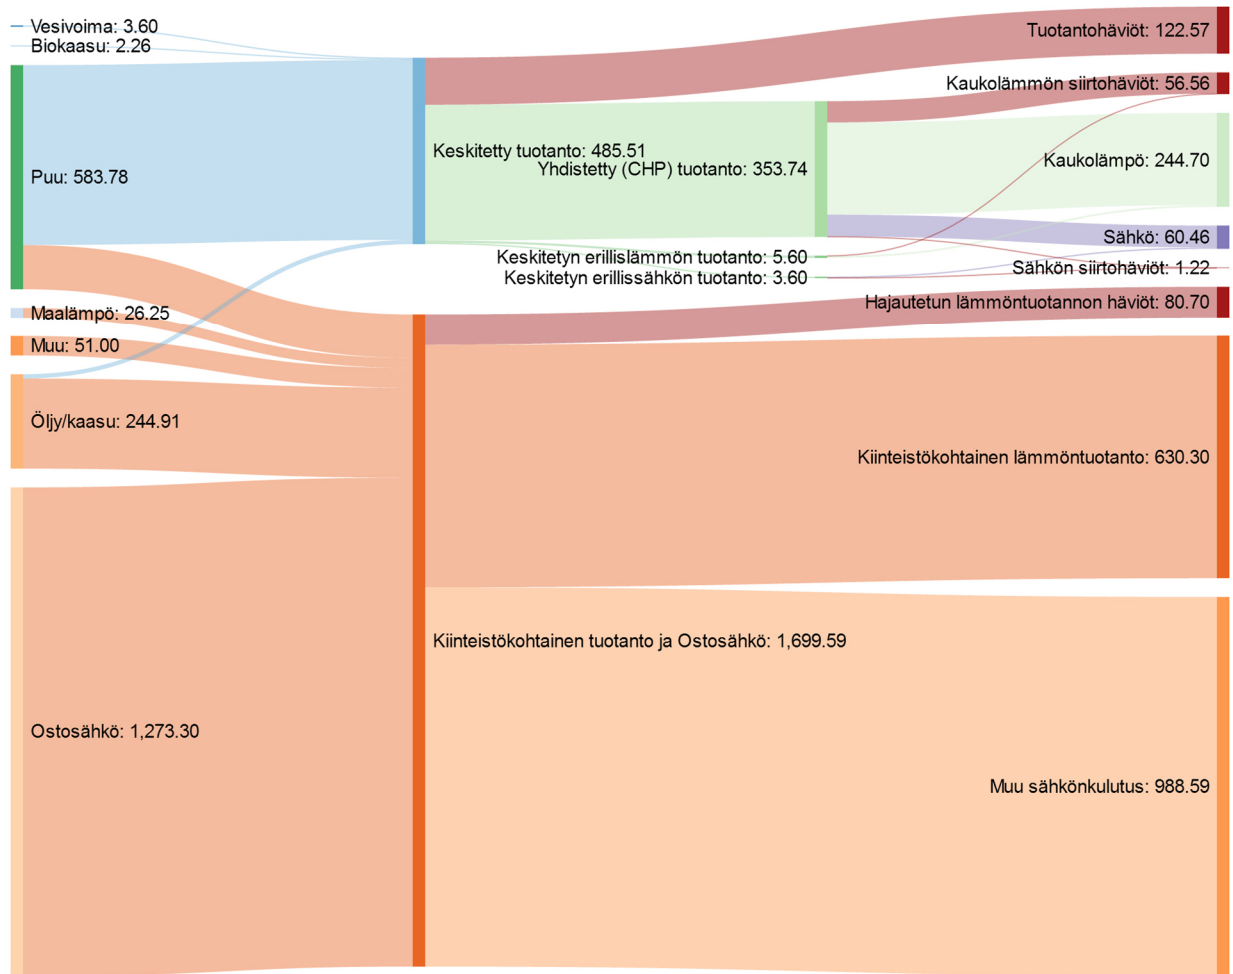 Vesivoima: 3.60
Biokaasu: 2.26
Puu: 583.78
Maalämpö: 26.25
Muu: 51.00
Öljy/kaasu: 244.91
Ostosähkö: 1,273.30
Keskitetty tuotanto: 485.51
Yhdistetty (CHP) tuotanto: 353.74
Keskitetyn erillislämmön tuotanto: 5.60
Keskitetyn erillissähkön tuotanto: 3.60
Kiinteistökohtainen tuotanto ja Ostosähkö: 1,699.59
Tuotantohäviöt: 122.57
Kaukolämmön siirtohäviöt: 56.56
Kaukolämpö: 244.70
Sähkö: 60.46
Sähkön siirtohäviöt: 1.22
Hajautetun lämmöntuotannon häviöt: 80.70
Kiinteistökohtainen lämmöntuotanto: 630.30
Muu sähkönkulutus: 988.59